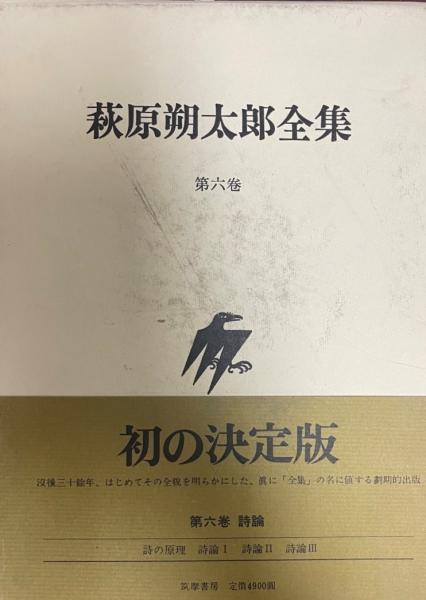 萩原朔太郎全集
第六卷
初の決定版
沒後三十餘年、はじめてその全貌を明らかにした、眞に「全集」の名に値する劃期的出版
第六卷 詩論
詩の原理 詩論Ⅰ 詩論Ⅱ 詩論Ⅲ
筑摩書房 定價4900圓